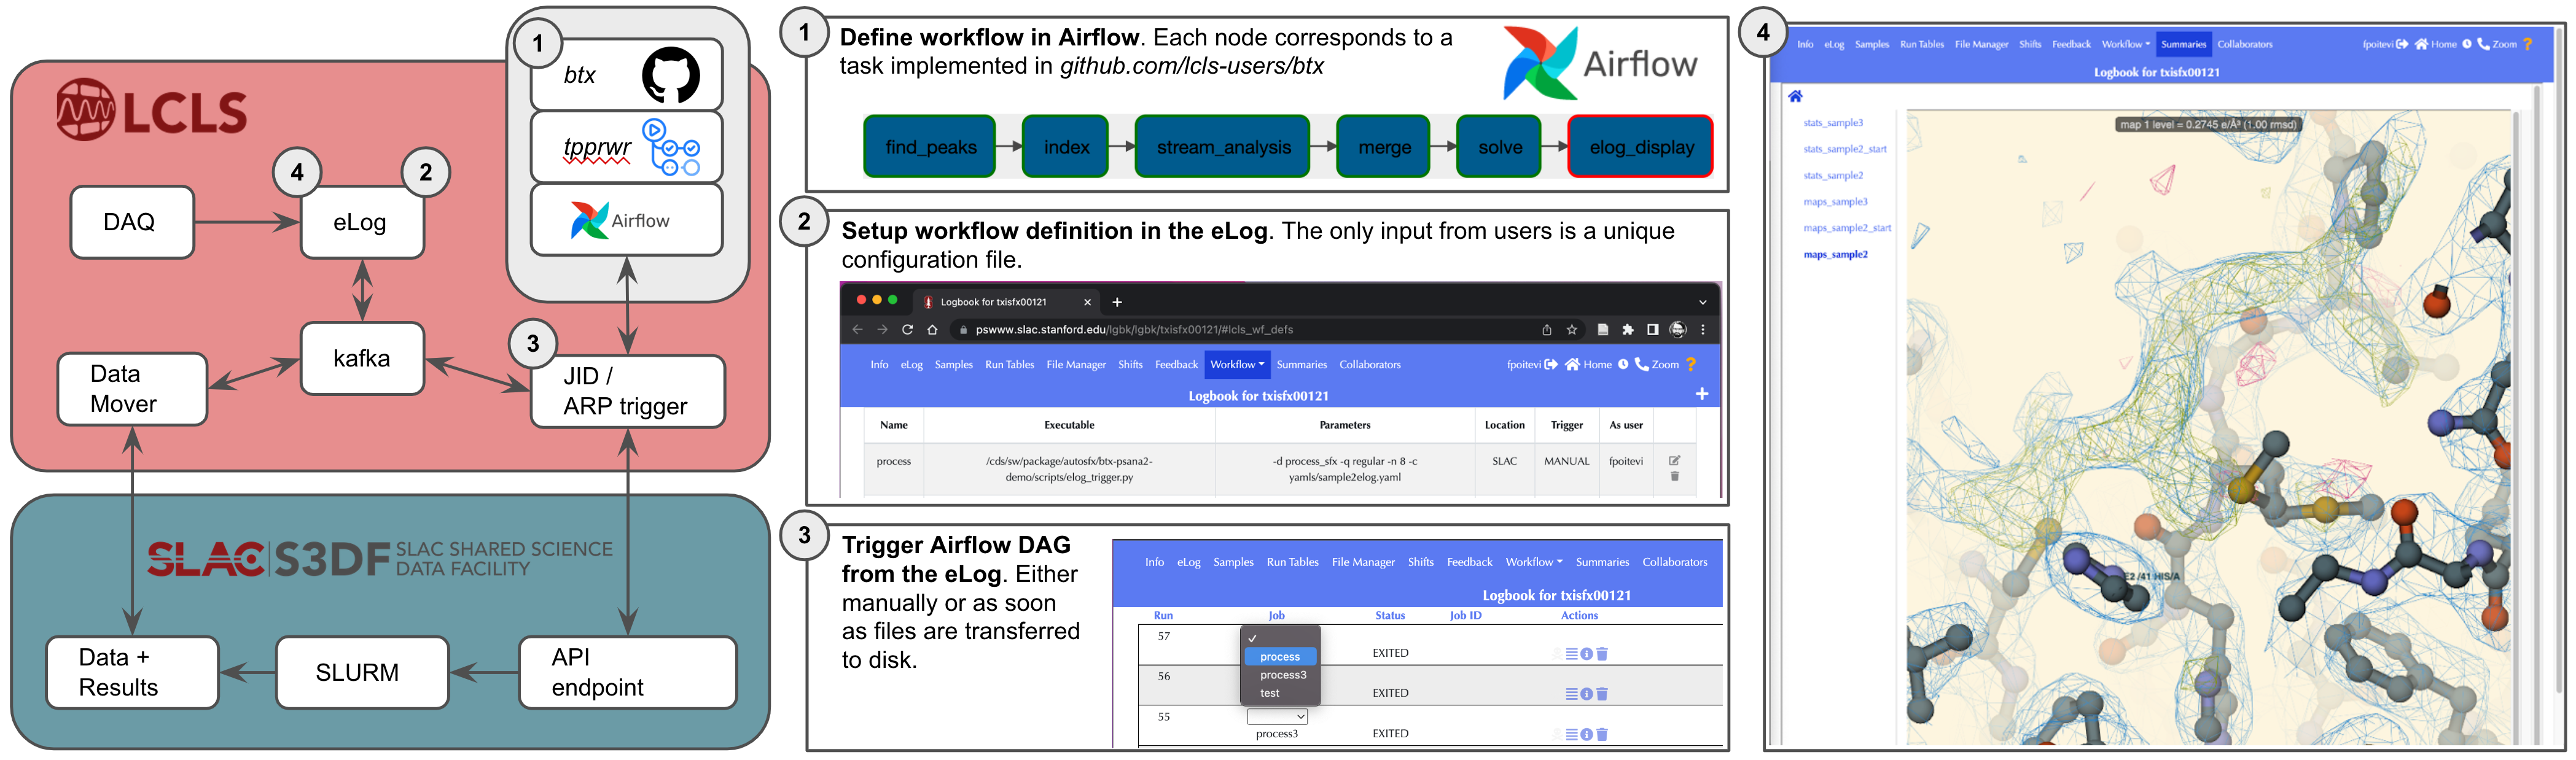 1
btx
tpprwr
Airflow
LCLS
4
2
DAQ
eLog
kafka
3
Data
Mover
JID /
ARP trigger
SLAC
S3DF
SLAC SHARED SCIENCE
DATA FACILITY
Data +
Results
SLURM
API
endpoint
1
Define workflow in Airflow. Each node corresponds to a
task implemented in github.com/lcls-users/btx
Airflow
find_peaks
index
stream_analysis
merge
solve
elog_display
2
Setup workflow definition in the eLog. The only input from users is a unique
configuration file.
Logbook for txisfx00121
pswww.slac.stanford.edu/lgbk/lgbk/txisfx00121/#lcls_wf_defs
Info eLog Samples Run Tables File Manager Shifts Feedback Workflow Summaries Collaborators fpoitevi Home Zoom ?
Logbook for txisfx00121
Name Executable Parameters Location Trigger As user
process /cds/sw/package/autosfx/btx-psana2- -d process_sfx -q regular -n 8 -c SLAC MANUAL fpoitevi
demo/scripts/elog_trigger.py yamls/sample2elog.yaml
3
Trigger Airflow DAG
from the eLog. Either
manually or as soon
as files are transferred
to disk.
Info eLog Samples Run Tables File Manager Shifts Feedback Workflow Summaries Collaborators
Logbook for txisfx00121
Run Job Status Job ID Actions
57
process EXITED
56 process3
test EXITED
55
process3 EXITED
4
Info eLog Samples Run Tables File Manager Shifts Feedback Workflow Summaries Collaborators fpoitevi Home Zoom ?
Logbook for txisfx00121
map 1 level = 0.2745 e/Å³ (1.00 rmsd)
stats_sample3
stats_sample2_start
stats_sample2
maps_sample3
maps_sample2_start
maps_sample2
E2 /41 HIS/A